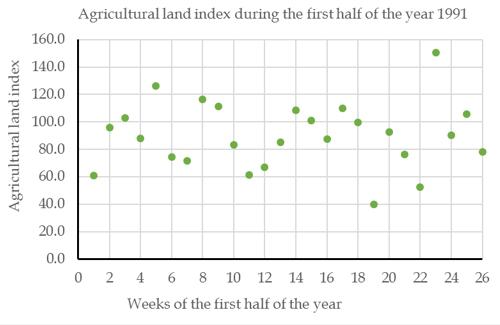 Agricultural land index during the first half of the year 1991
Agricultural land index
160.0
140.0
120.0
100.0
80.0
60.0
40.0
20.0
0.0
0 2 4 6 8 10 12 14 16 18 20 22 24 26
Weeks of the first half of the year